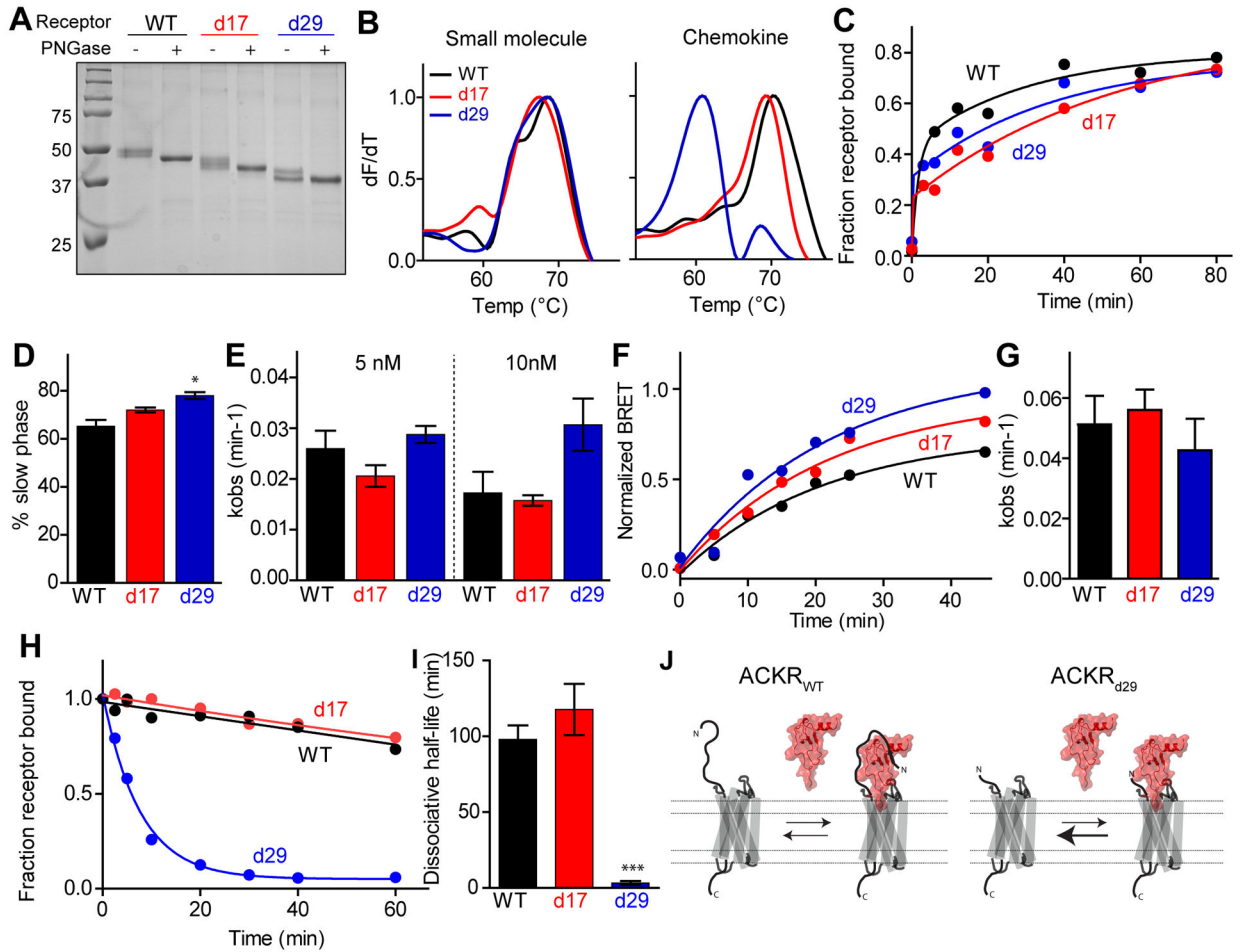 A
Receptor WT d17 d29
PNGase - + - + - +
75
50
37
25
B
Small molecule Chemokine
WT
d17
d29
dF/dT
1.0
0.5
0.0
60 70 60 70
Temp (°C) Temp (°C)
C
Fraction receptor bound
0.8
0.6
0.4
0.2
0.0
WT
d29
d17
0 20 40 60 80
Time (min)
D
% slow phase
80
60
40
20
0
*
WT d17 d29
E
kobs (min-1)
5 nM 10nM
0.04
0.03
0.02
0.01
0.00
WT d17 d29 WT d17 d29
F
Normalized BRET
1.0
0.5
0.0
d29
d17
WT
0 10 20 30 40
Time (min)
G
kobs (min-1)
0.06
0.04
0.02
0.00
WT d17 d29
H
Fraction receptor bound
1.0
0.5
0.0
d17
WT
d29
0 20 40 60
Time (min)
I
Dissociative half-life (min)
150
100
50
0
***
WT d17 d29
J
ACKRWT ACKRd29
N N N N
C C C C